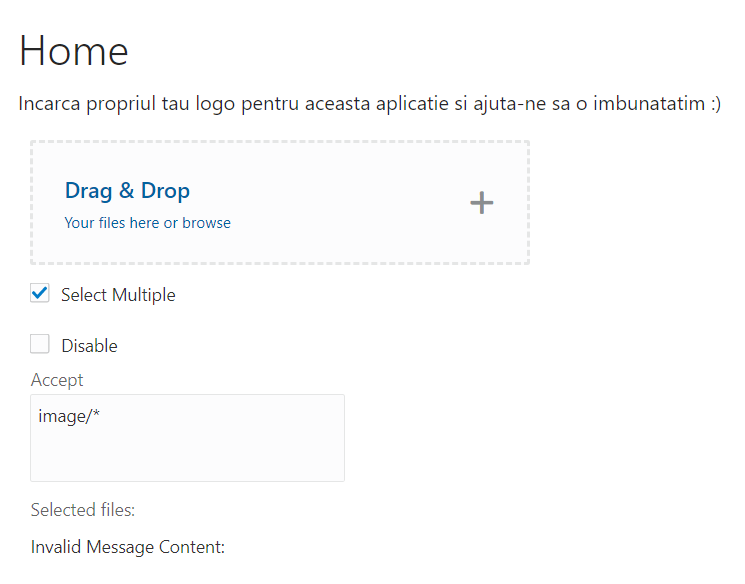 Home
Incarca propriul tau logo pentru aceasta aplicatie si ajuta-ne sa o imbunatatim :)
Drag & Drop
Your files here or browse
Select Multiple
Disable
Accept
image/*
Selected files:
Invalid Message Content: